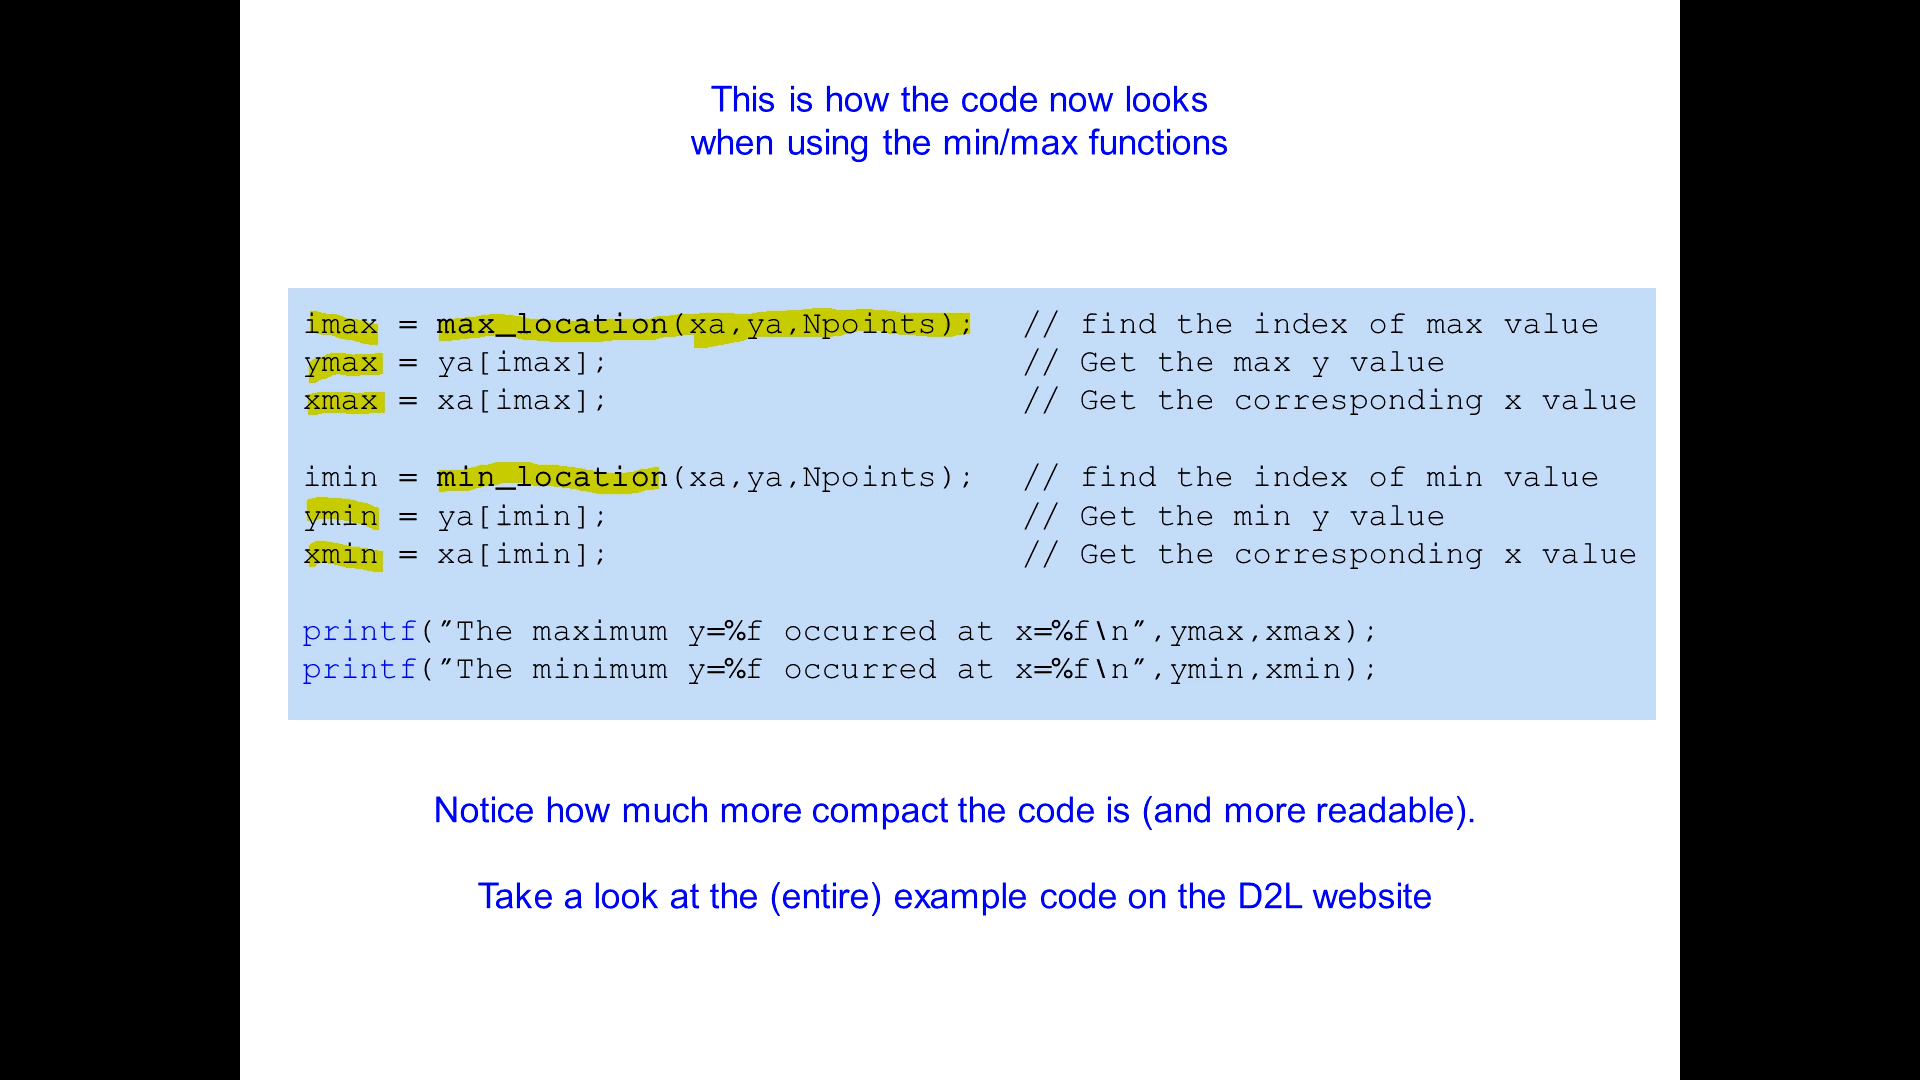 This is how the code now looks
when using the min/max functions
imax = max_location(xa,ya,Npoints); // find the index of max value
ymax = ya[imax]; // Get the max y value
xmax = xa[imax]; // Get the corresponding x value
imin = min_location(xa,ya,Npoints); // find the index of min value
ymin = ya[imin]; // Get the min y value
xmin = xa[imin]; // Get the corresponding x value
printf(″The maximum y=%f occurred at x=%f\n″,ymax,xmax);
printf(″The minimum y=%f occurred at x=%f\n″,ymin,xmin);
Notice how much more compact the code is (and more readable).
Take a look at the (entire) example code on the D2L website